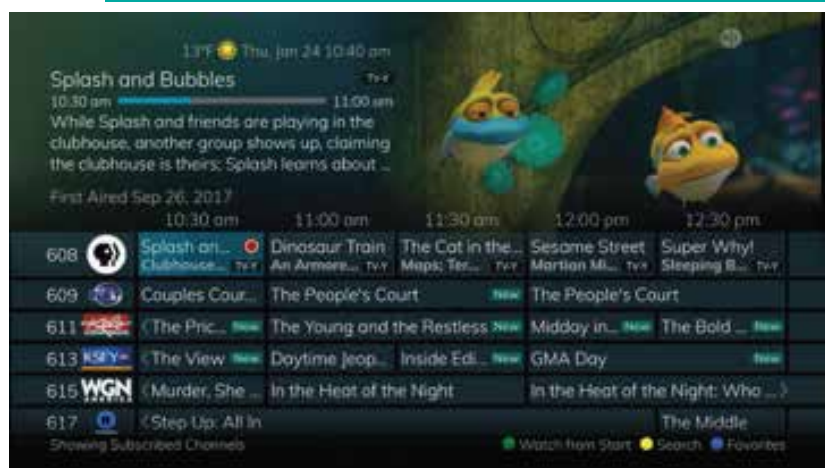 13°F Thu, Jan 24 10:40 am
Splash and Bubbles TV-Y
10:30 am 11:00 am
While Splash and friends are playing in the
clubhouse, another group shows up, claiming
the clubhouse is theirs; Splash learns about ...
First Aired Sep 26, 2017
10:30 am 11:00 am 11:30 am 12:00 pm 12:30 pm
608 Splash an... Dinosaur Train The Cat in the... Sesame Street Super Why!
Clubhouse... TV-Y An Armore... TV-Y Maps; Ter... TV-Y Martian Mi... TV-Y Sleeping B... TV-Y
609 Couples Cour... The People's Court New The People's Court
611 The Pric... New The Young and the Restless New Midday in... New The Bold ... New
613 The View New Daytime Jeop... Inside Edi... New GMA Day New
615 WGN Murder, She ... In the Heat of the Night In the Heat of the Night: Who ...
617 Step Up: All In The Middle
Showing Subscribed Channels Watch from Start Search Favorites